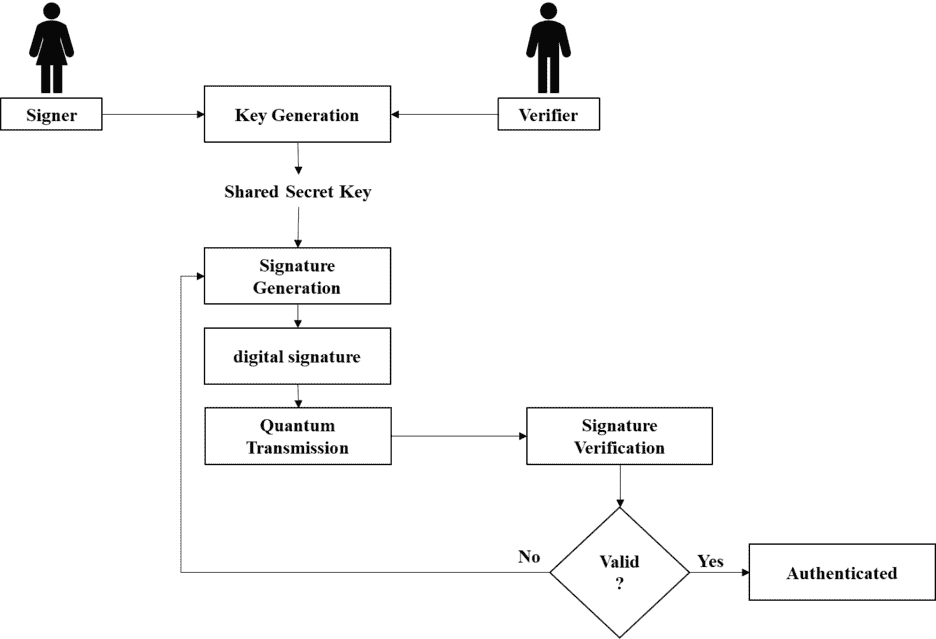 Signer
Key Generation
Verifier
Shared Secret Key
Signature
Generation
digital signature
Quantum
Transmission
Signature
Verification
No
Valid
?
Yes
Authenticated